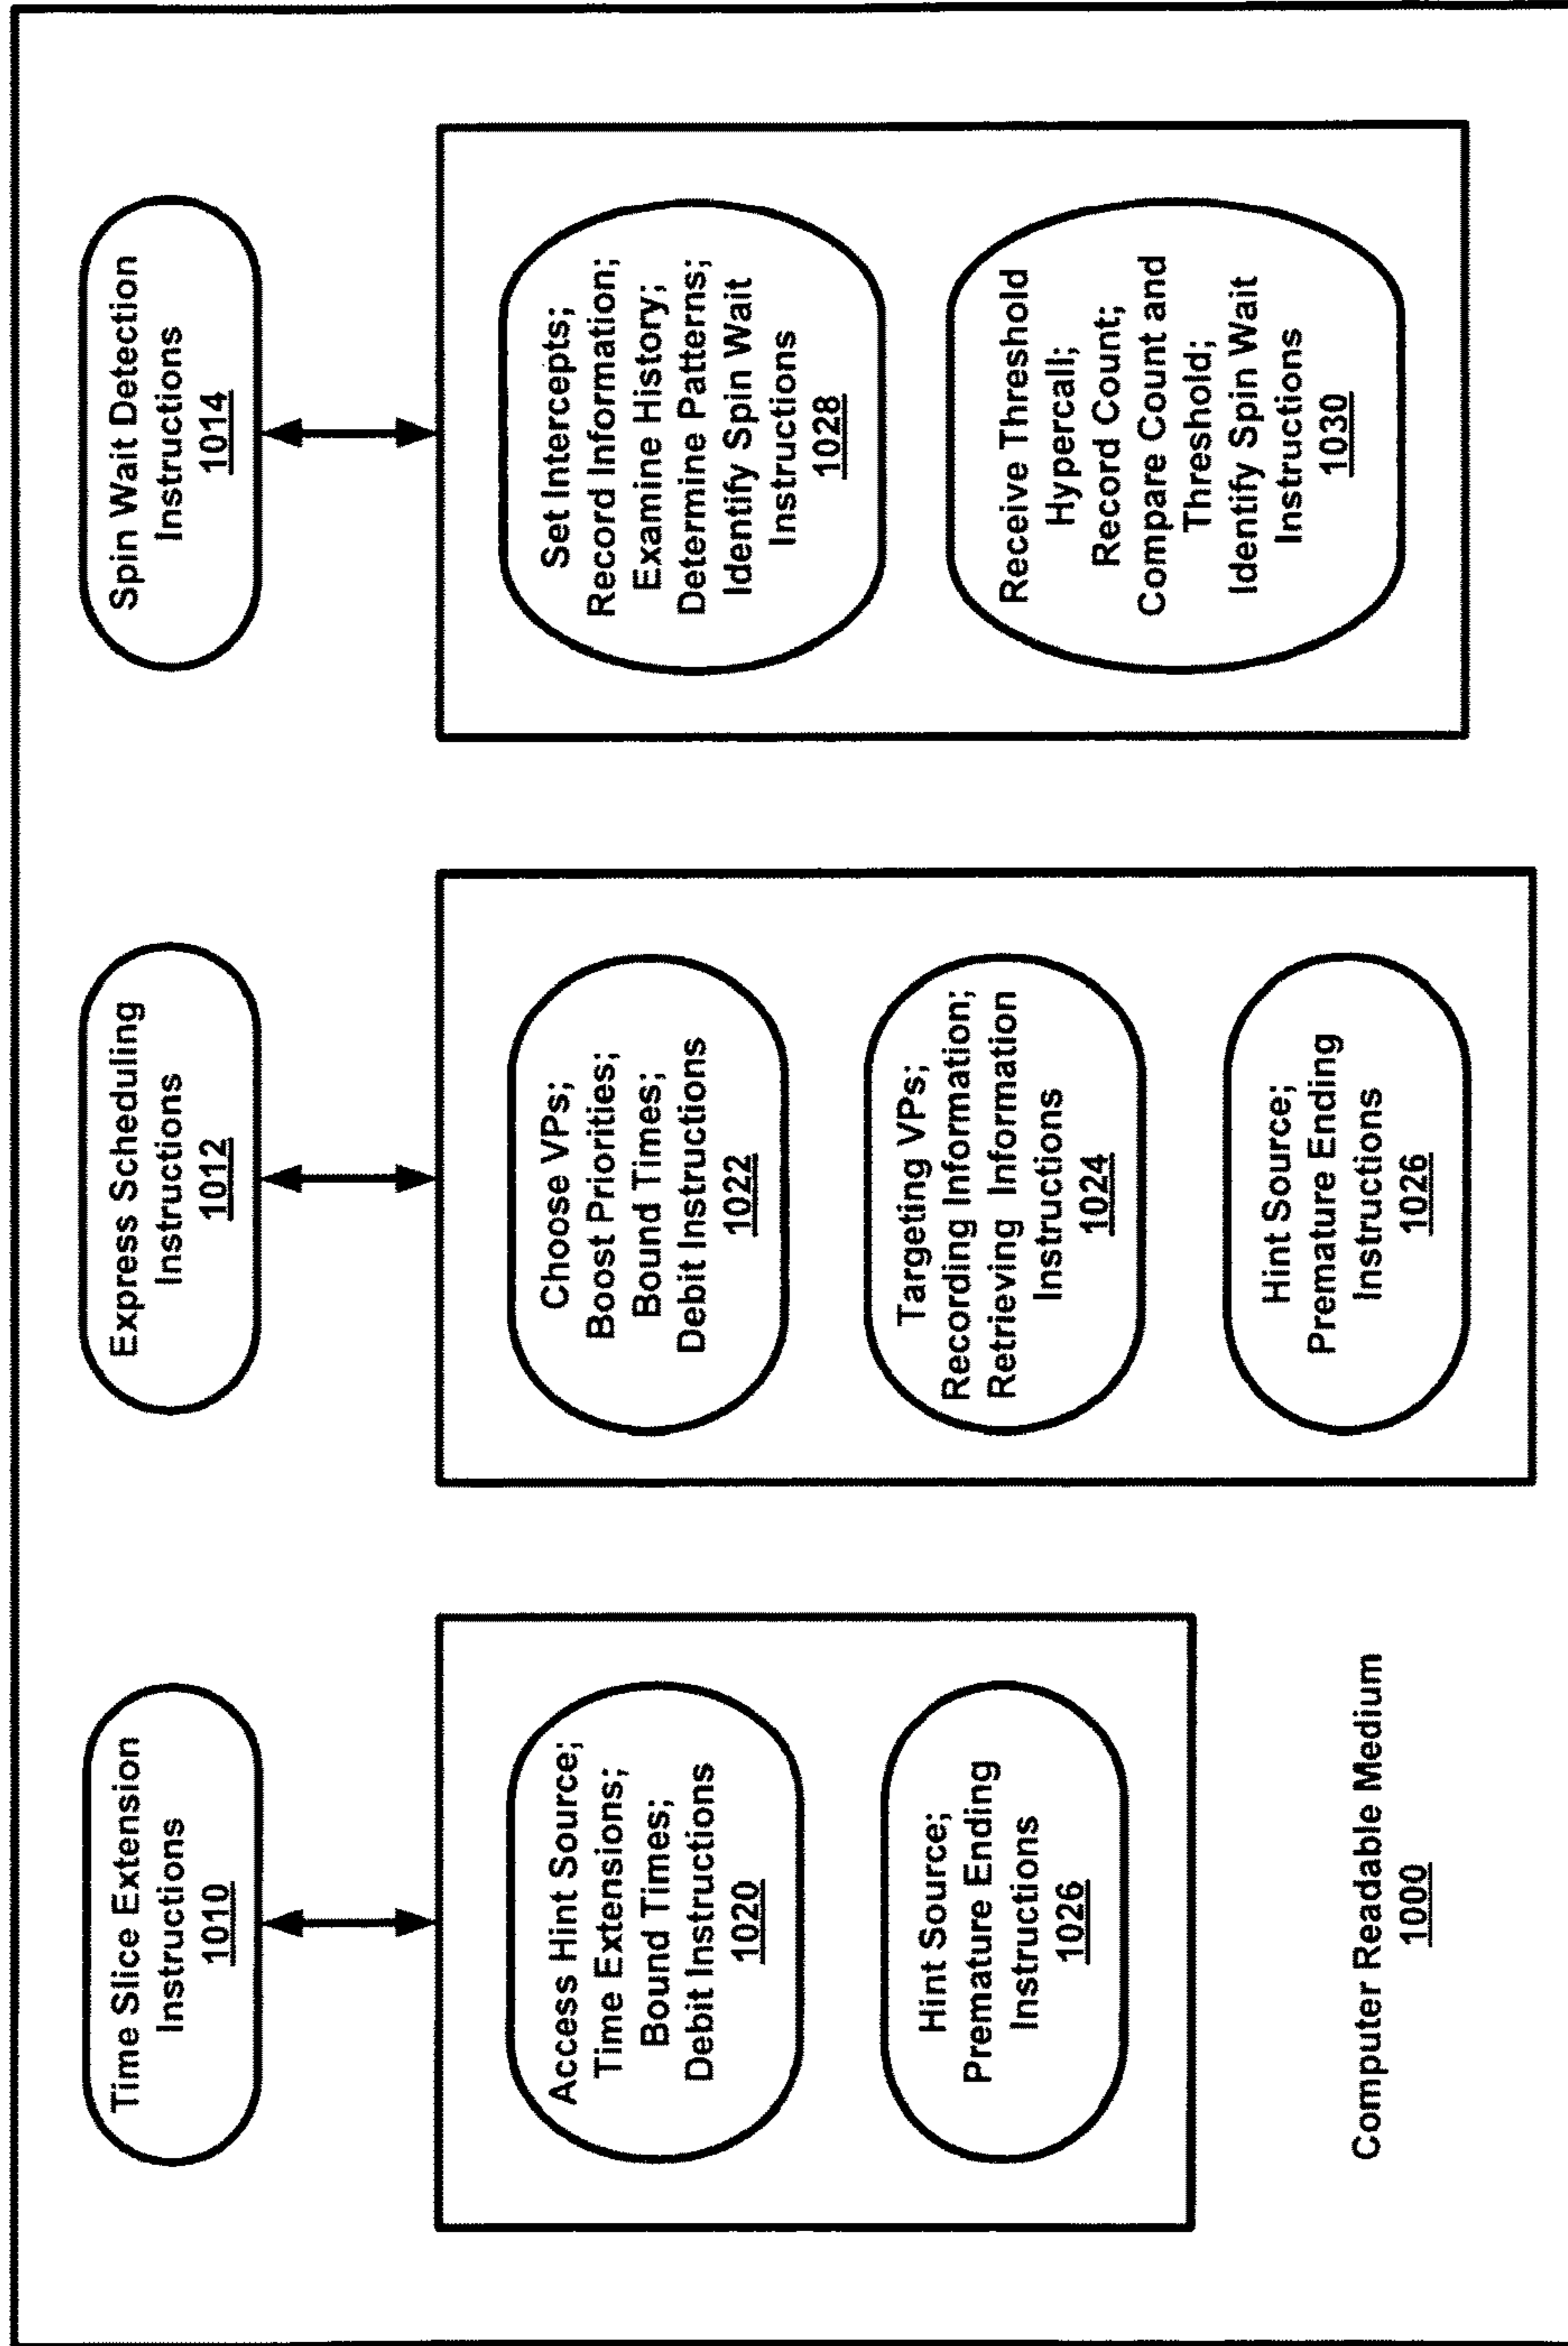 Time Slice Extension
Instructions
1010
Access Hint Source;
Time Extensions;
Bound Times;
Debit Instructions
1020
Hint Source;
Premature Ending
Instructions
1026
Computer Readable Medium
1000
Express Scheduling
Instructions
1012
Choose VPs;
Boost Priorities;
Bound Times;
Debit Instructions
1022
Targeting VPs;
Recording Information;
Retrieving Information
Instructions
1024
Hint Source;
Premature Ending
Instructions
1026
Spin Wait Detection
Instructions
1014
Set Intercepts;
Record Information;
Examine History;
Determine Patterns;
Identify Spin Wait
Instructions
1028
Receive Threshold
Hypercall;
Record Count;
Compare Count and
Threshold;
Identify Spin Wait
Instructions
1030